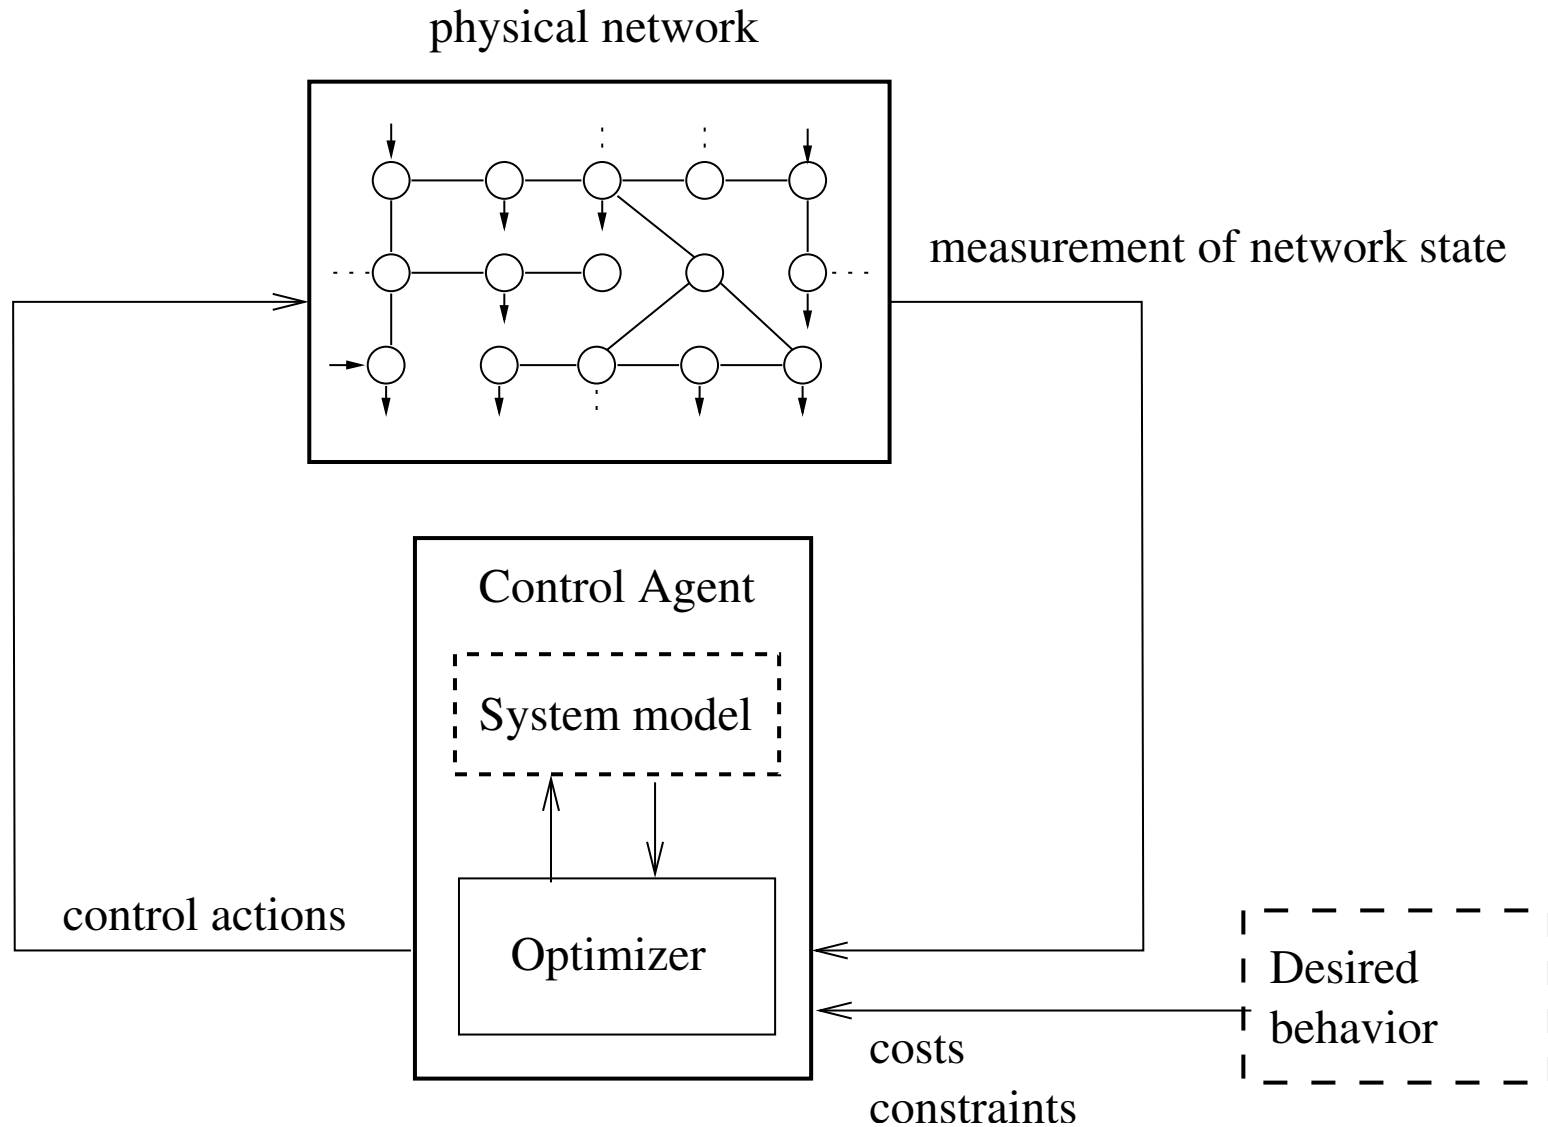 physical network
measurement of network state
Control Agent
System model
control actions
Optimizer
Desired
behavior
costs
constraints